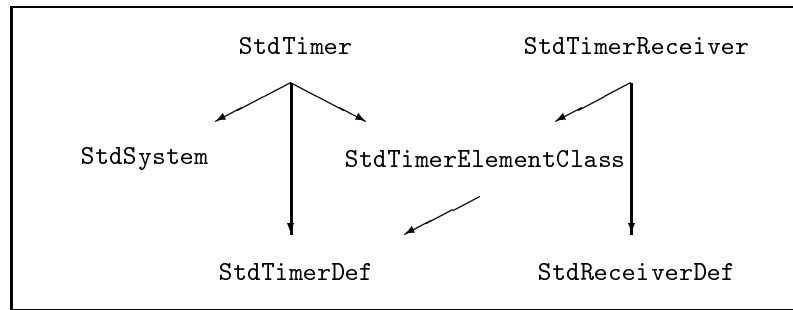 StdTimer StdTimerReceiver
StdSystem StdTimerElementClass
StdTimerDef StdReceiverDef